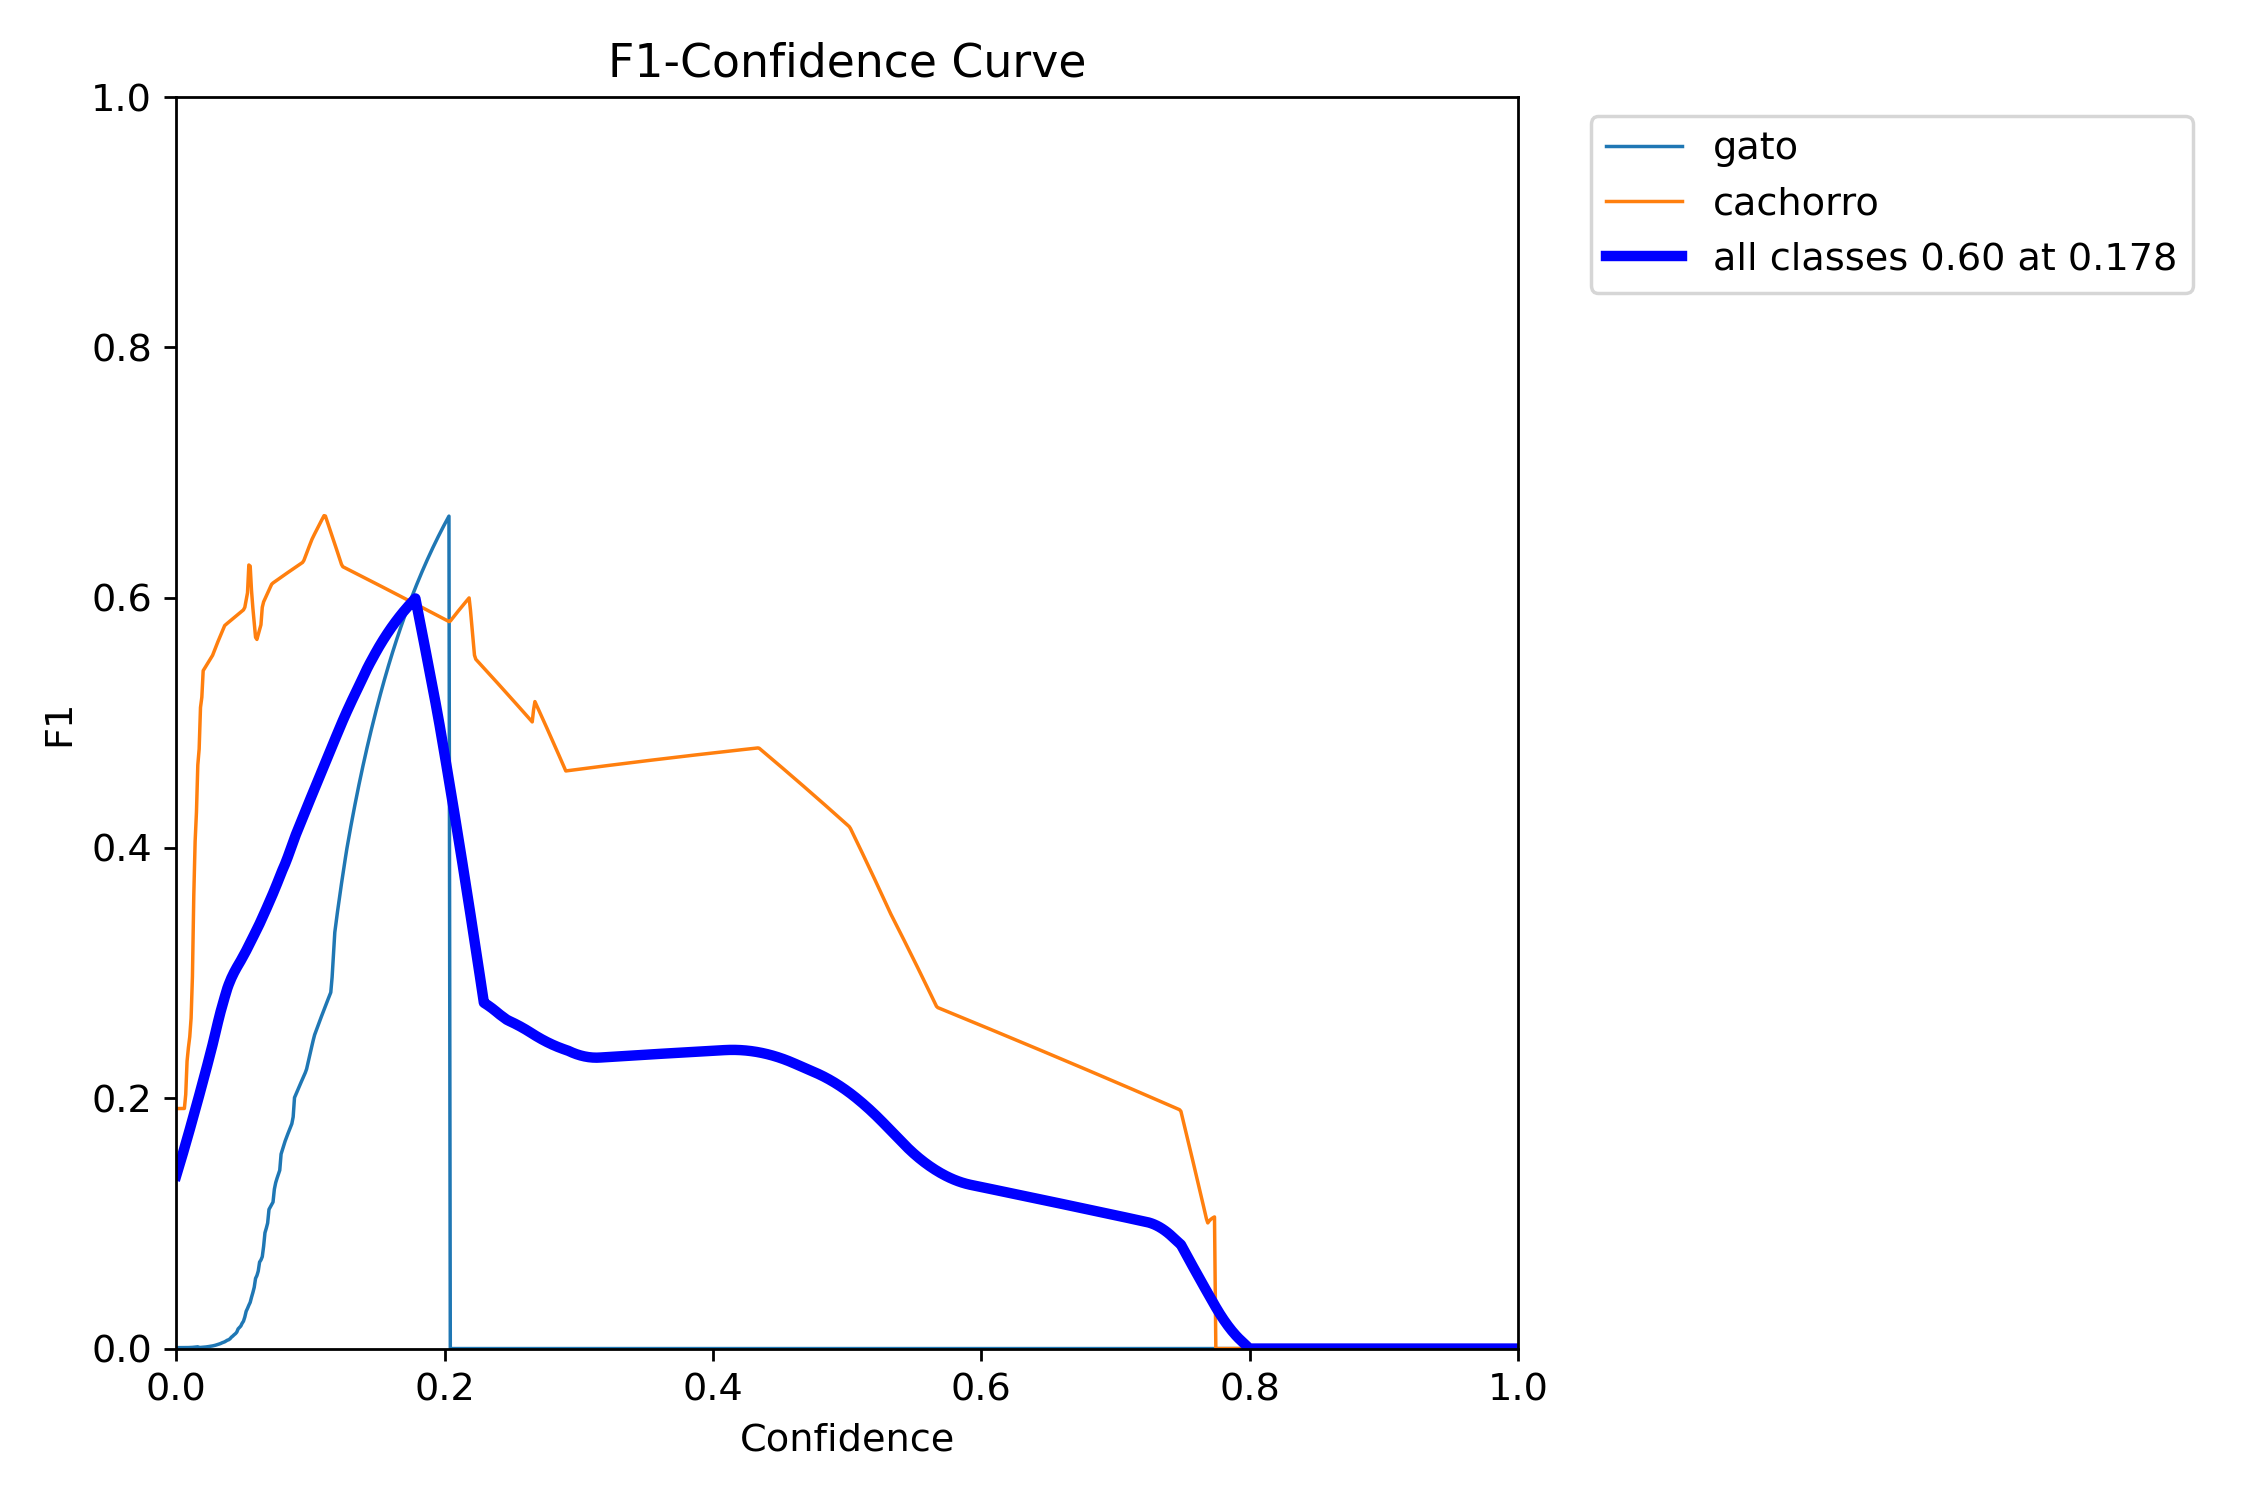 F1-Confidence Curve
gato
cachorro
all classes 0.60 at 0.178
1.0
0.8
0.6
0.4
0.2
0.0
F1
0.0 0.2 0.4 0.6 0.8 1.0
Confidence